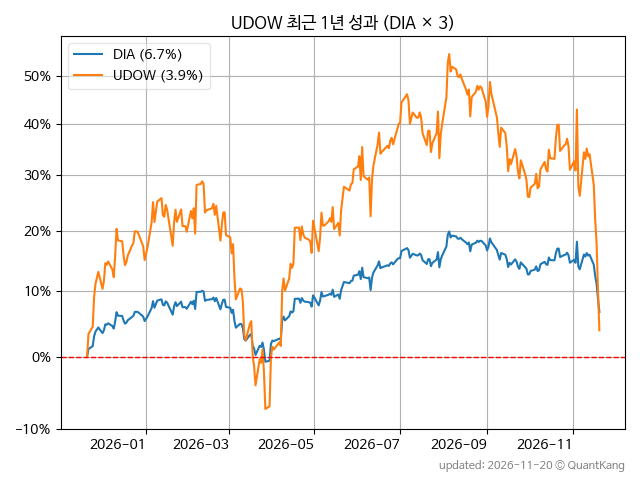 UDOW 최근 1년 성과 (DIA × 3)
DIA (6.7%)
UDOW (3.9%)
50%
40%
30%
20%
10%
0%
−10%
2026-01 2026-03 2026-05 2026-07 2026-09 2026-11
updated: 2026-11-20 © QuantKang